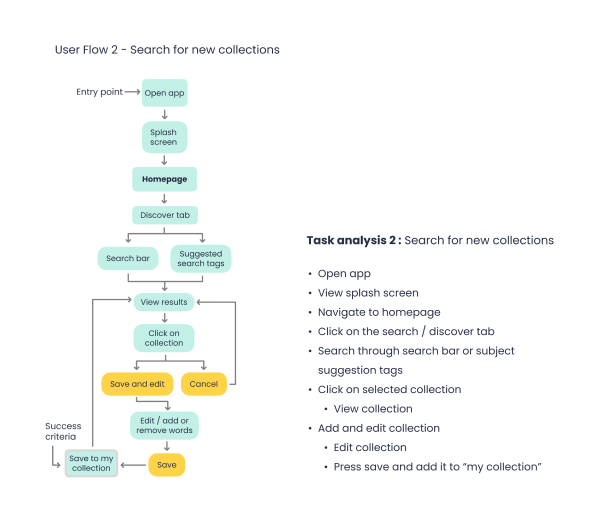 User Flow 2 - Search for new collections
Entry point
Open app
Splash
screen
Homepage
Discover tab
Search bar
Suggested
search tags
View results
Click on
collection
Save and edit
Cancel
Edit / add or
remove words
Success
criteria
Save to my
collection
Save
Task analysis 2 : Search for new collections
• Open app
• View splash screen
• Navigate to homepage
• Click on the search / discover tab
• Search through search bar or subject
suggestion tags
• Click on selected collection
• View collection
• Add and edit collection
• Edit collection
• Press save and add it to “my collection”